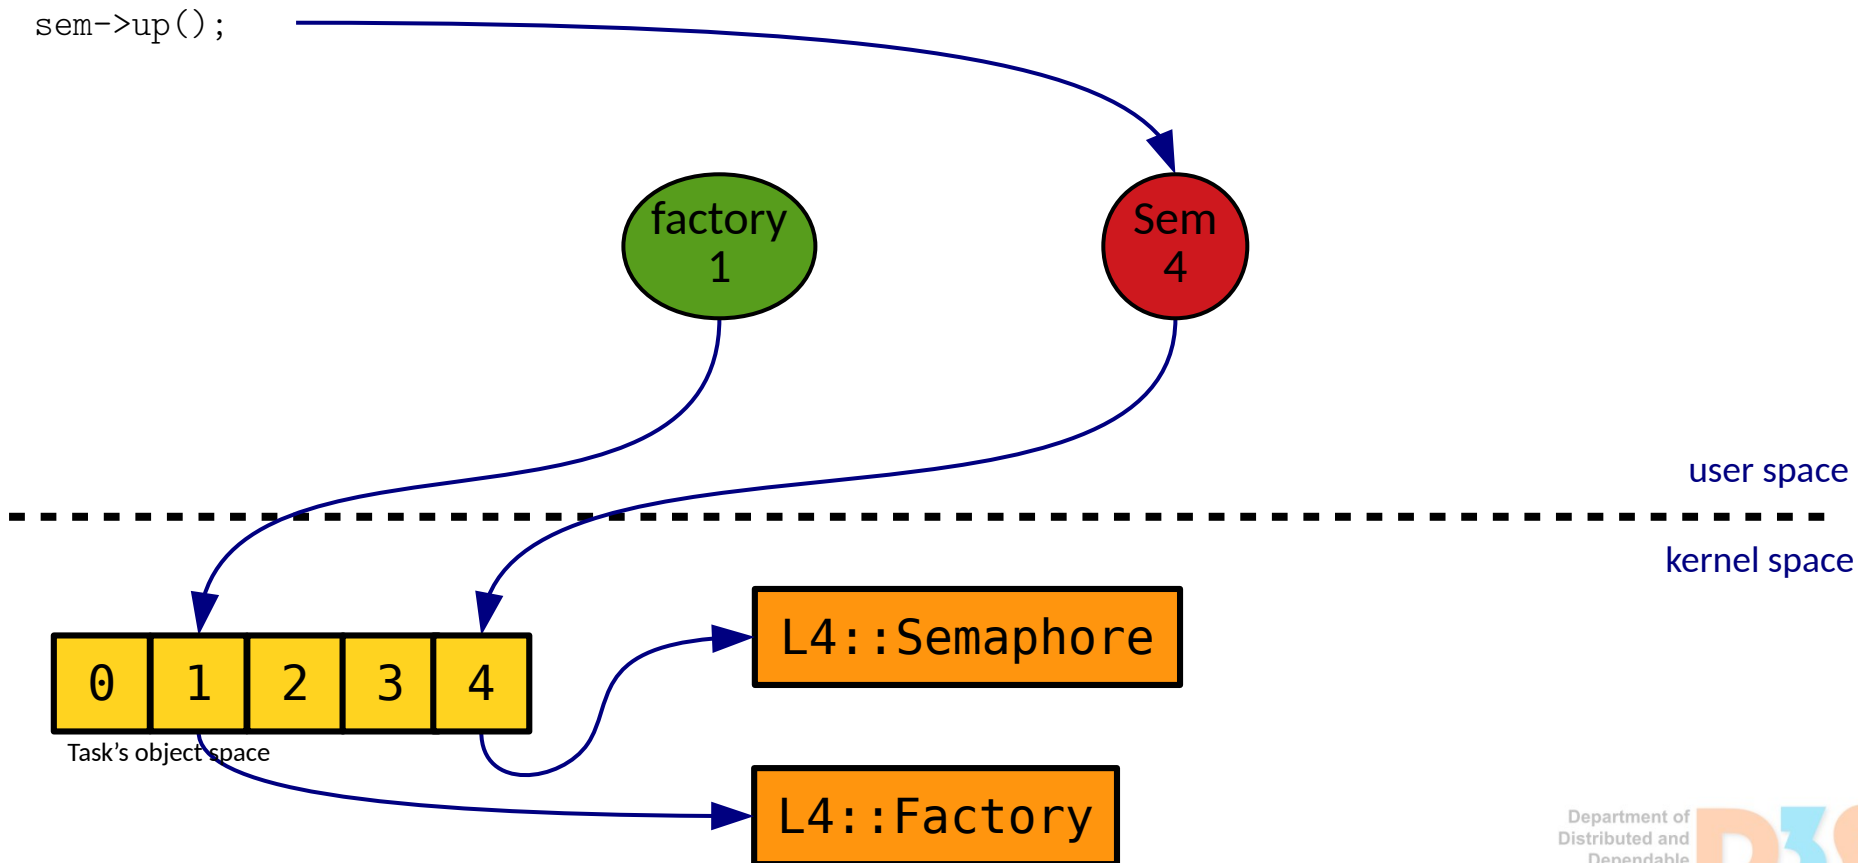 sem->up();
factory
1
Sem
4
user space
kernel space
L4::Semaphore
0 1 2 3 4
Task's object space
L4::Factory
Department of
Distributed and
Dependable